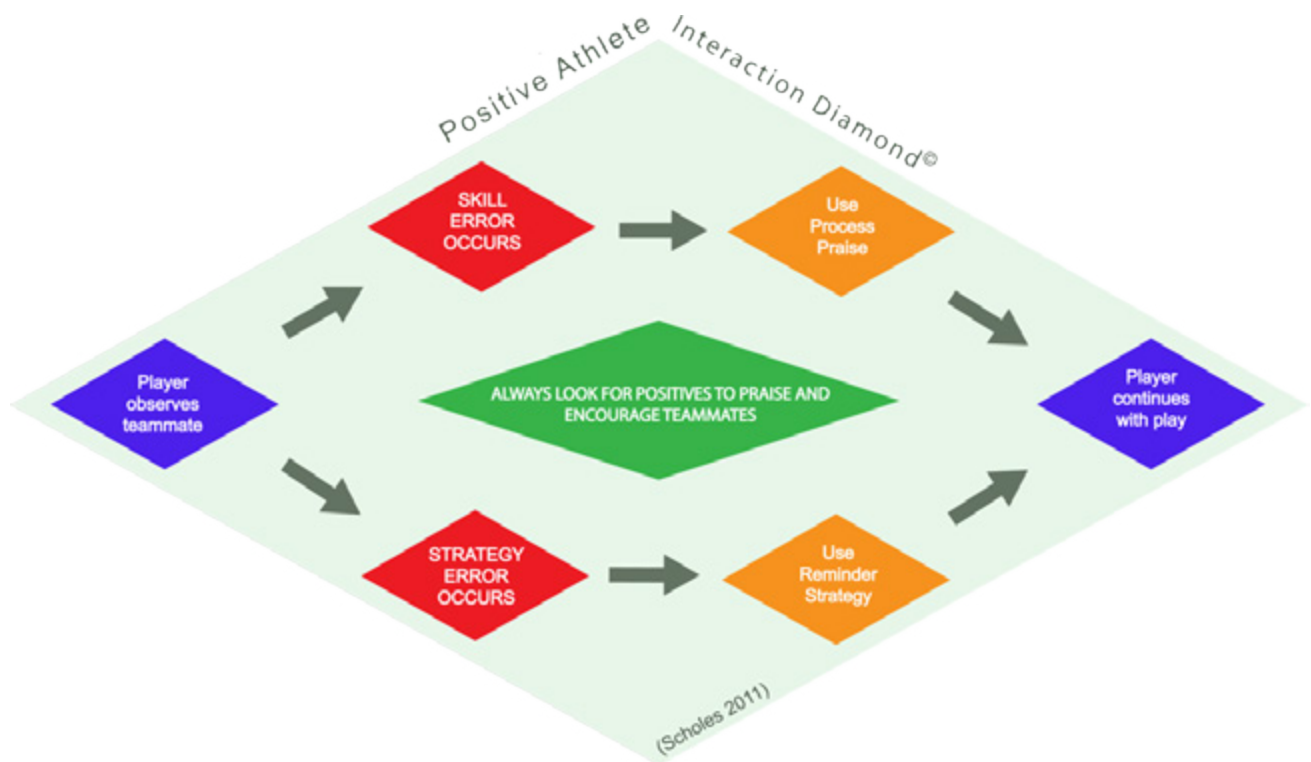 Positive Athlete Interaction Diamond©
SKILL
ERROR
OCCURS
Use
Process
Praise
Player
observes
teammate
ALWAYS LOOK FOR POSITIVES TO PRAISE AND
ENCOURAGE TEAMMATES
Player
continues
with play
STRATEGY
ERROR
OCCURS
Use
Reminder
Strategy
(Scholes 2011)